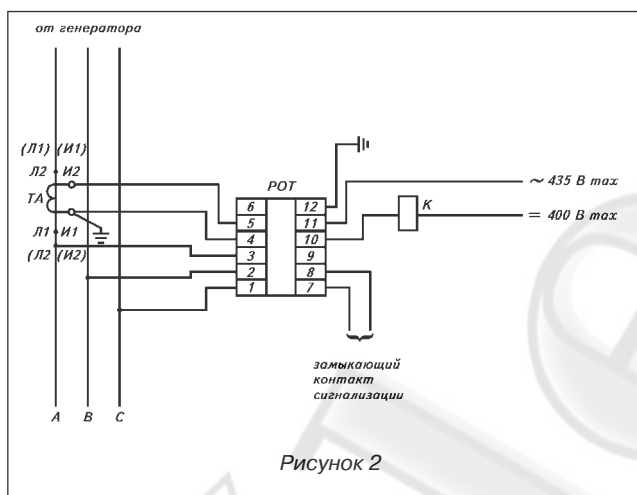 от генератора
(Л1) (И1)
Л2 И2
ТА
Л1 И1
(Л2 (И2)
РОТ
6 12
5 11
4 10
3 9
2 8
1 7
К
~ 435 В max
= 400 В max
замыкающий
контакт
сигнализации
А В С
Рисунок 2